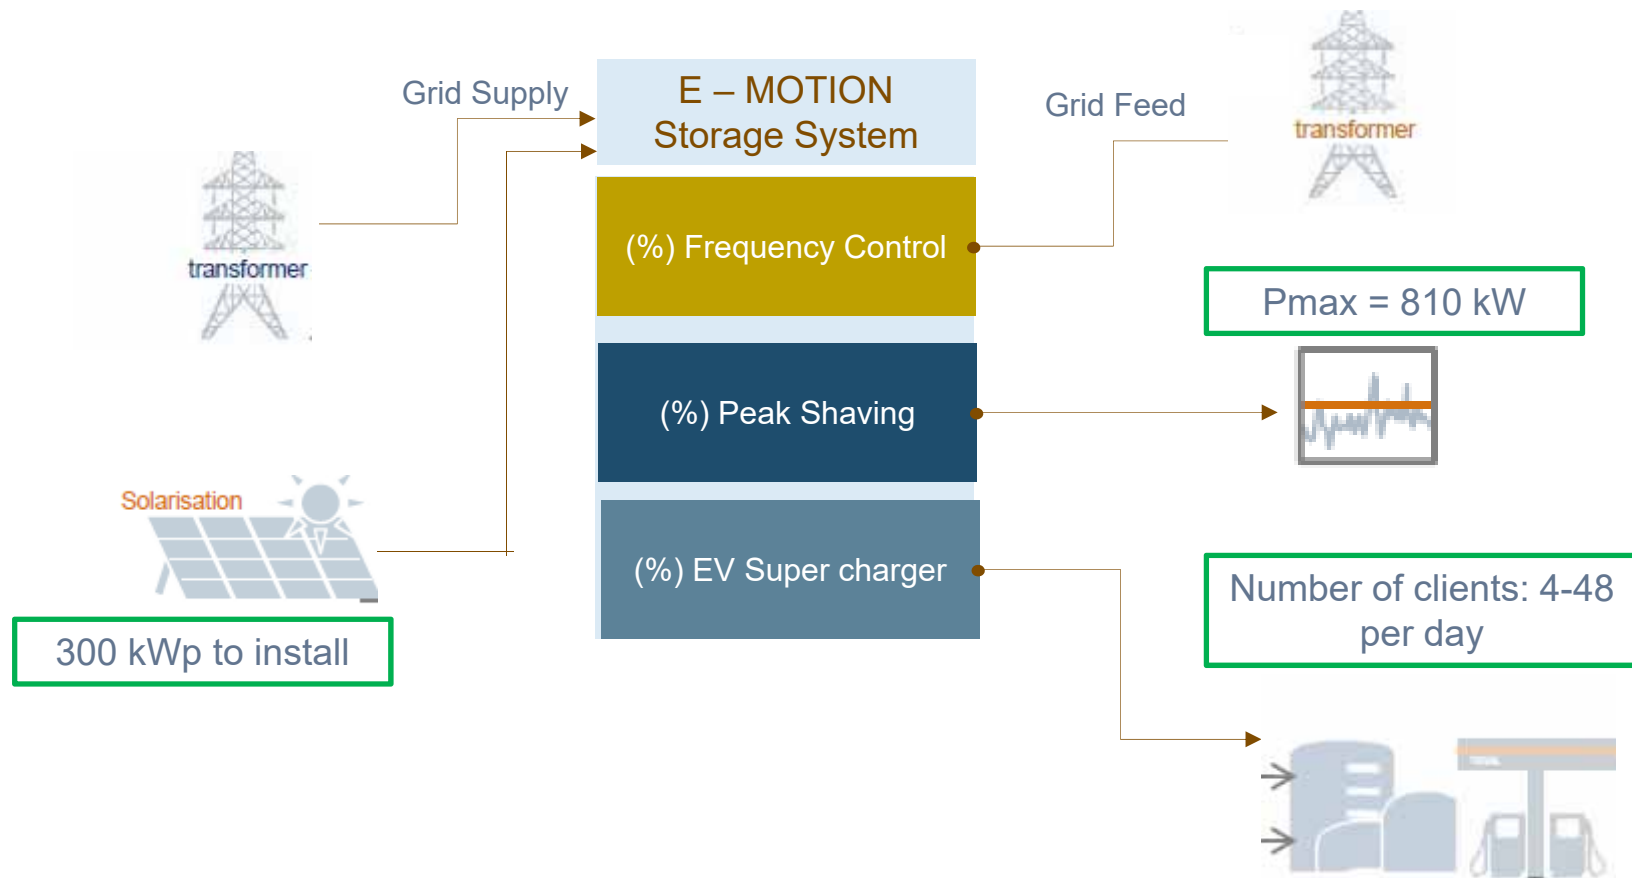 Grid Supply
E – MOTION
Storage System
Grid Feed
transformer
transformer
(%) Frequency Control
Pmax = 810 kW
(%) Peak Shaving
Solarisation
(%) EV Super charger
Number of clients: 4-48
per day
300 kWp to install